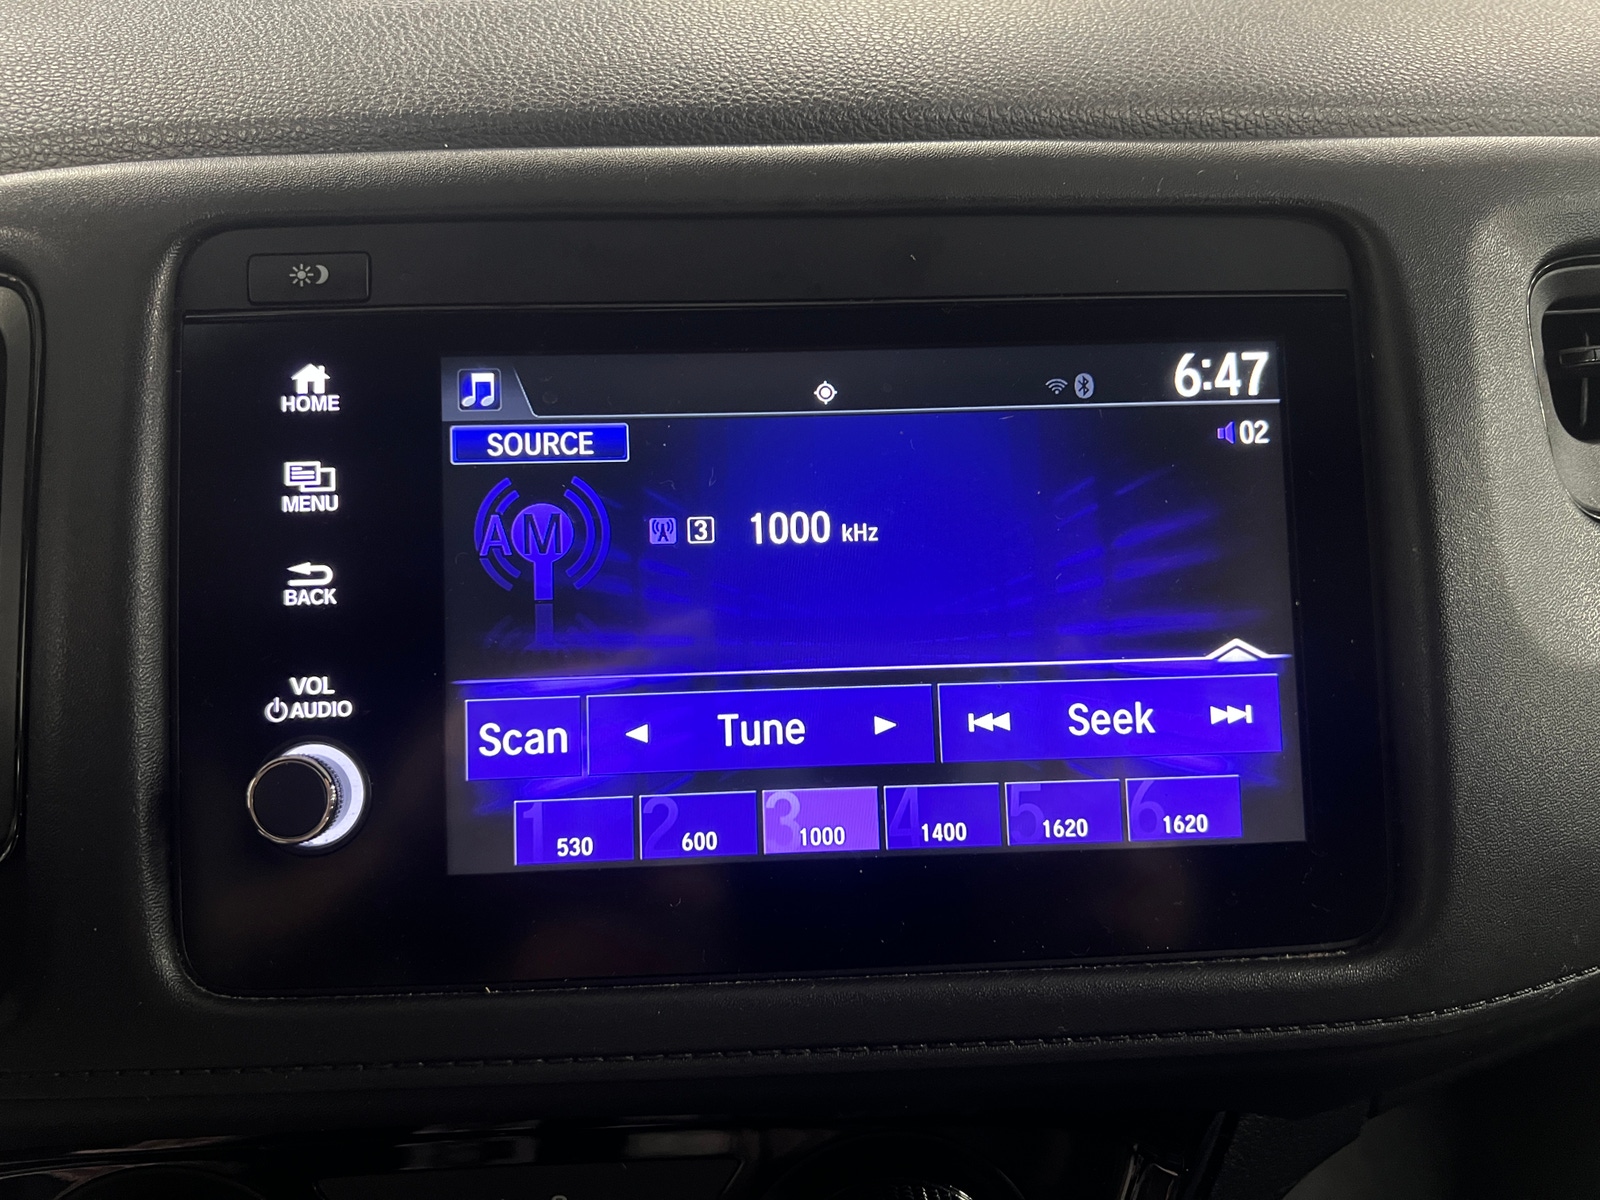 HOME
MENU
BACK
VOL
AUDIO
6:47
SOURCE
02
AM
3 1000 kHz
Scan Tune Seek
1 530
2 600
3 1000
4 1400
5 1620
6 1620